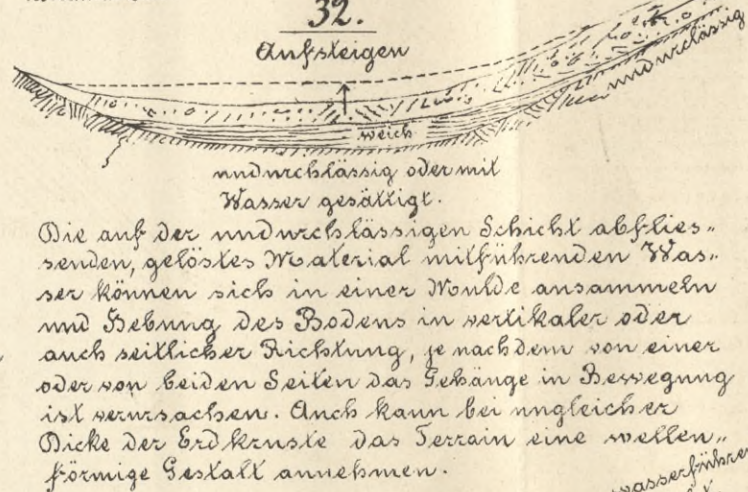 32.
Aufsteigen
undurchlässig
weich
undurchlässig oder mit
Wasser gesättigt.
Die auf der undurchlässigen Schicht abflies„
senden, gelöstes Material mitführenden Was„
ser können sich in einer Mulde ansammeln
und Hebung des Bodens in vertikaler oder
auch seitlicher Richtung, je nachdem von einer
oder von beiden Seiten das Gehänge in Bewegung
ist verursachen. Auch kann bei ungleicher
Dicke der Erdkruste das Terrain eine wellen„
förmige Gestalt annehmen.